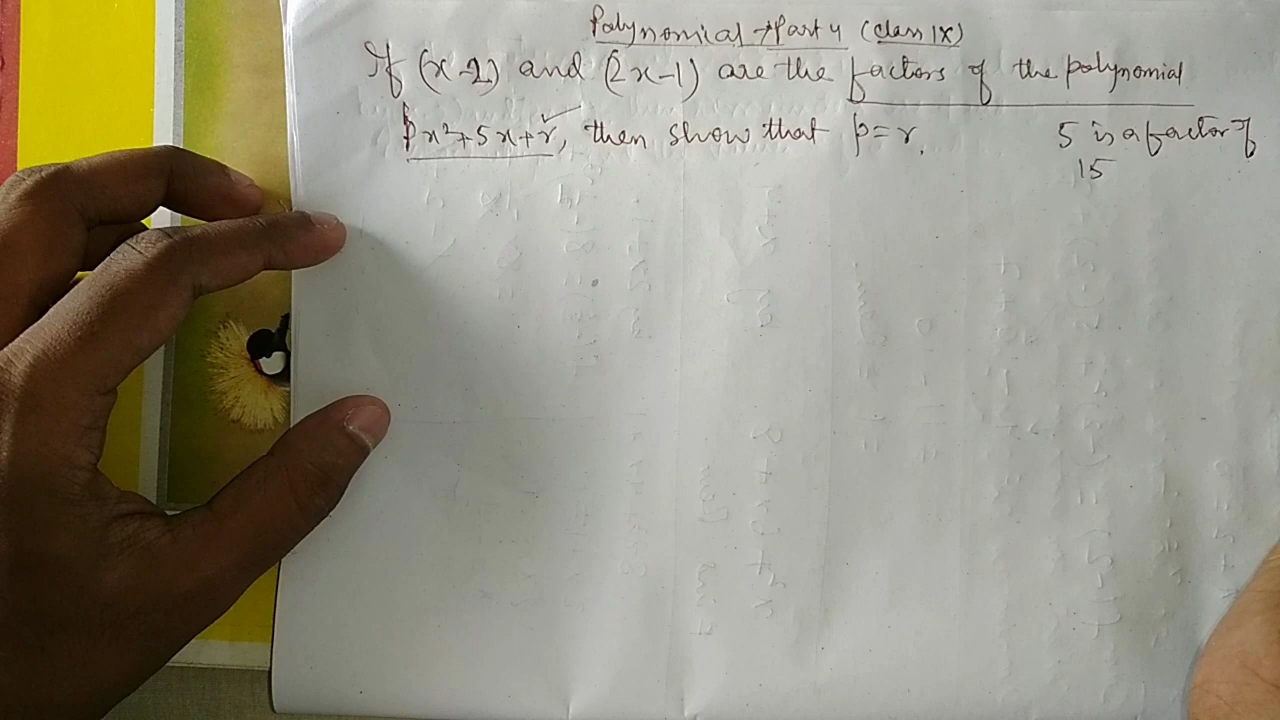 Polynomial → Part 4 (class IX)
If (x-2) and (2x-1) are the factors of the polynomial
px²+5x+r, then show that p=r.
5 is a factor of
15